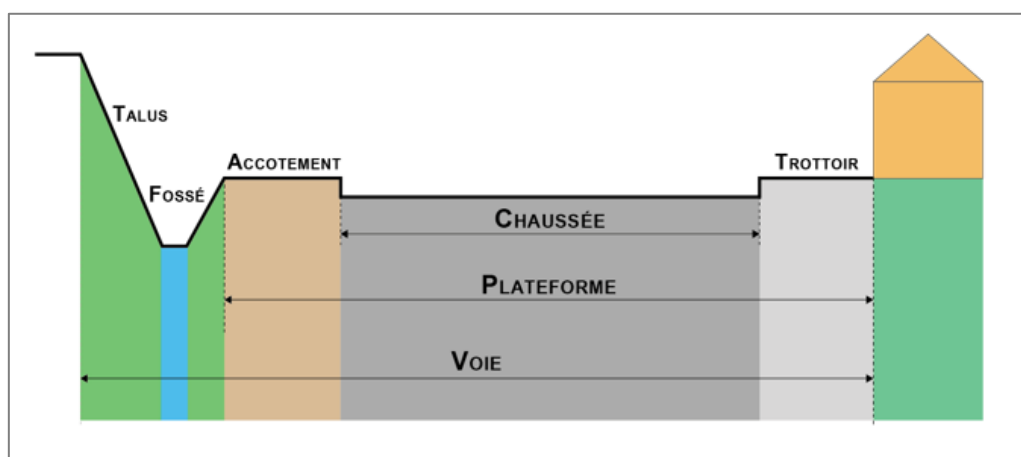 TALUS
ACCOTEMENT
TROTTOIR
FOSSÉ
CHAUSSÉE
PLATEFORME
VOIE